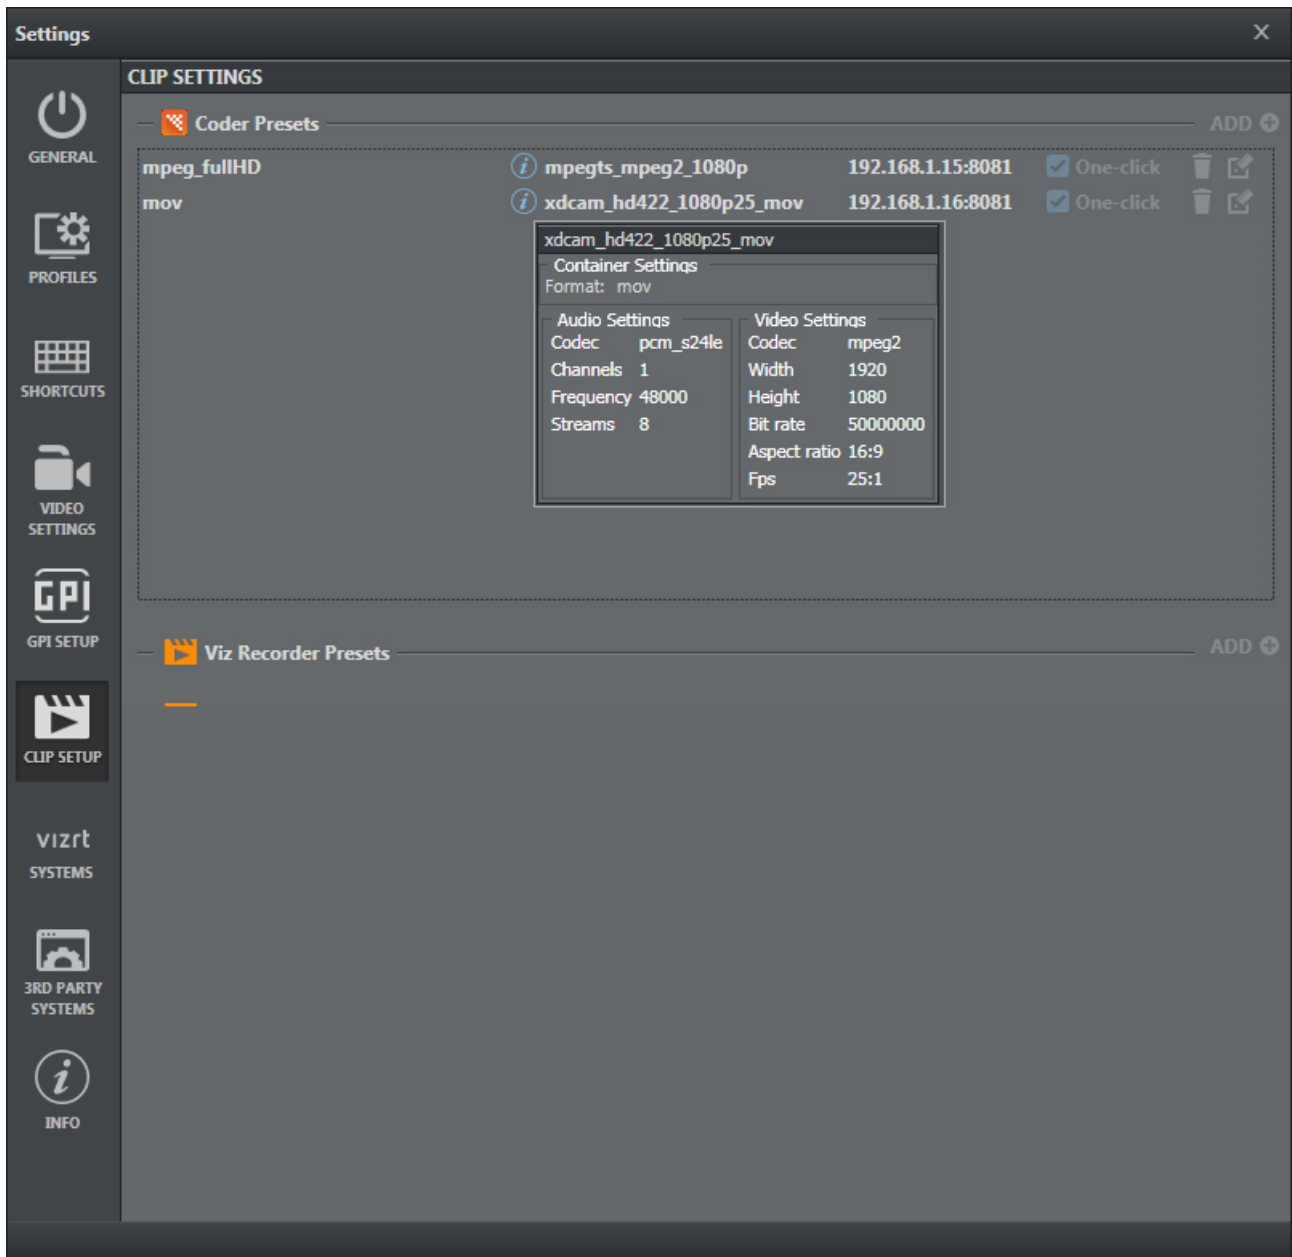 Settings
CLIP SETTINGS
GENERAL
PROFILES
SHORTCUTS
VIDEO
SETTINGS
GPI
GPI SETUP
CLIP SETUP
vizrt
SYSTEMS
3RD PARTY
SYSTEMS
i
INFO
Coder Presets ADD
mpeg_fullHD i mpegts_mpeg2_1080p 192.168.1.15:8081 One-click
mov i xdcam_hd422_1080p25_mov 192.168.1.16:8081 One-click
xdcam_hd422_1080p25_mov
Container Settings
Format: mov
Audio Settings
Codec pcm_s24le
Channels 1
Frequency 48000
Streams 8
Video Settings
Codec mpeg2
Width 1920
Height 1080
Bit rate 50000000
Aspect ratio 16:9
Fps 25:1
Viz Recorder Presets ADD